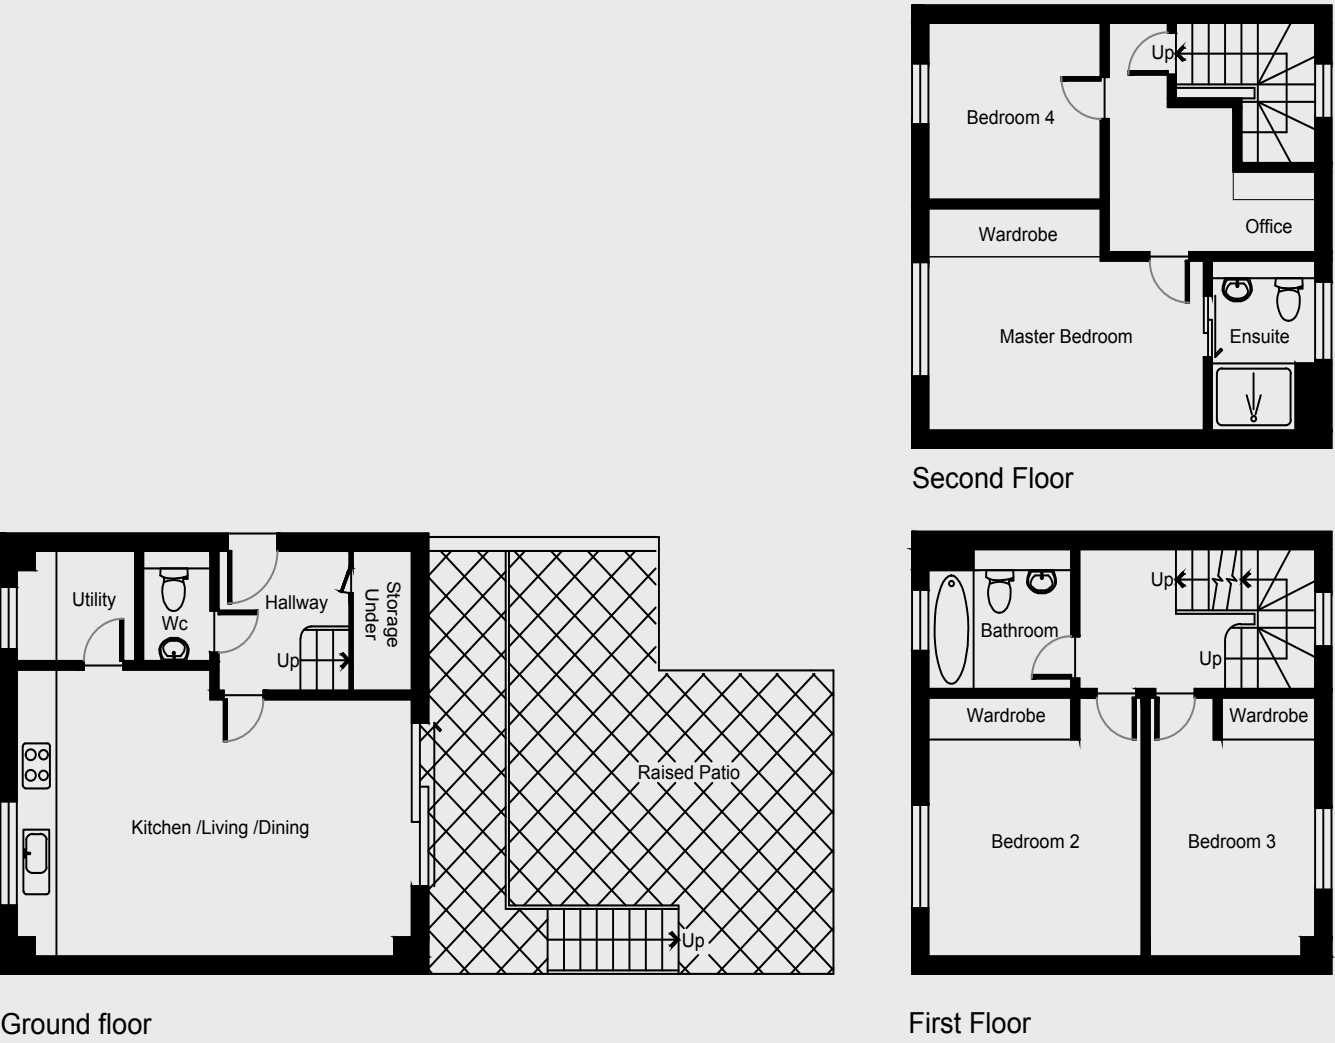 Up
Bedroom 4
Office
Wardrobe
Master Bedroom
Ensuite
Second Floor
Utility
Wc
Hallway
Storage
Under
Up
Raised Patio
Kitchen /Living /Dining
Up
Ground floor
Up
Bathroom
Up
Wardrobe
Wardrobe
Bedroom 2
Bedroom 3
First Floor